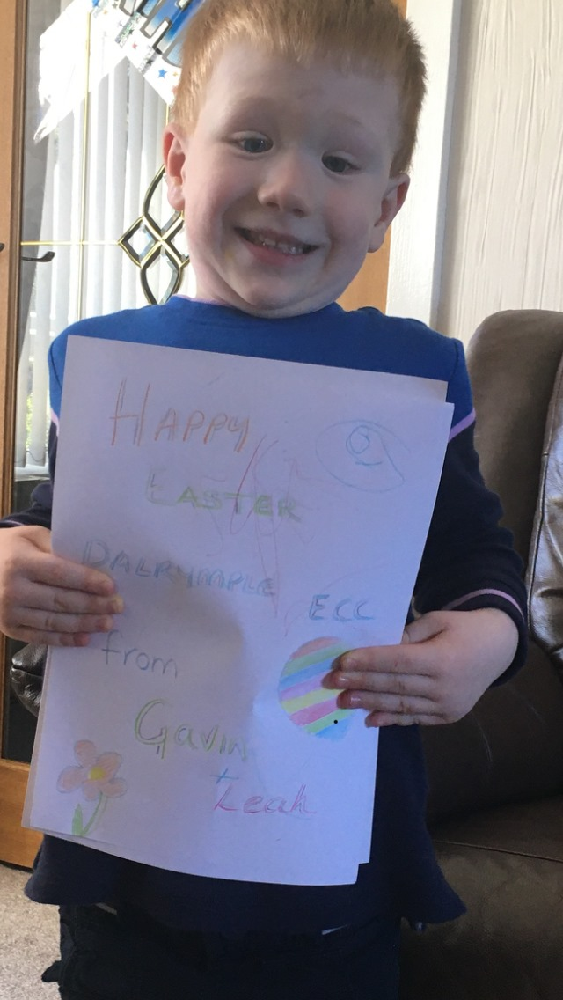 HAPPY
EASTER
DALRYMPLE ECC
from
Gavin
+
Leah